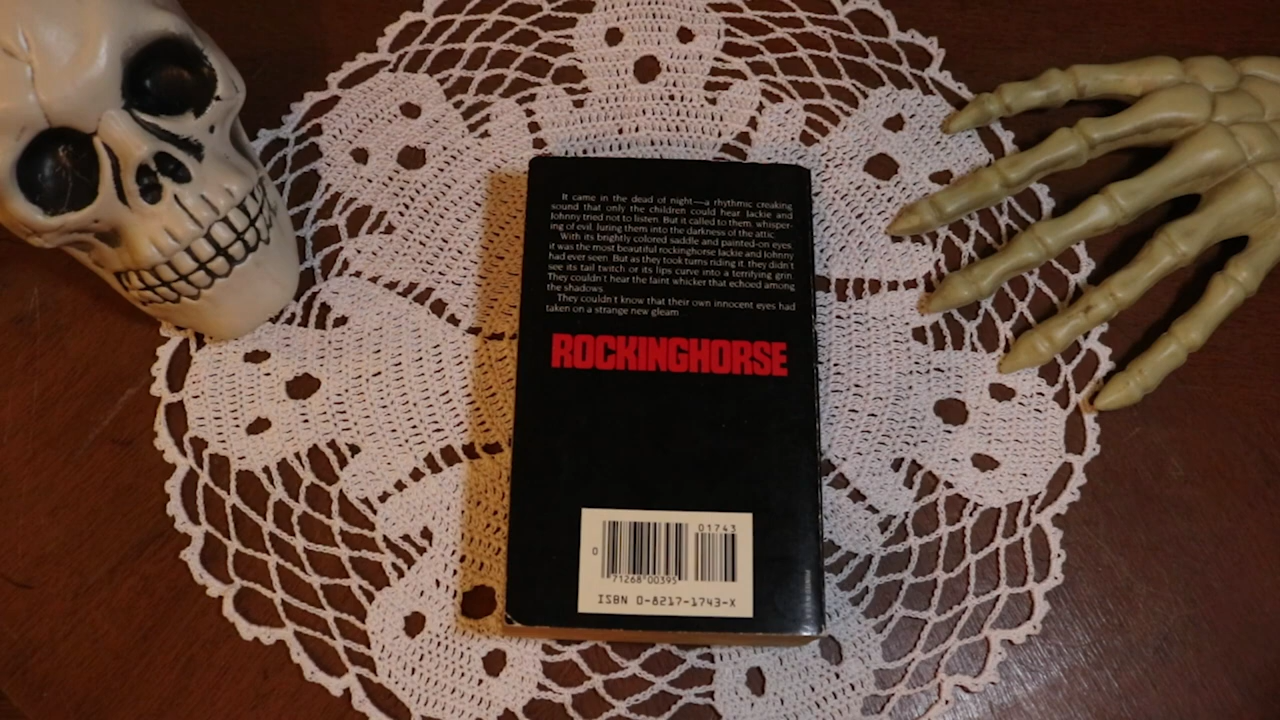 It came in the dead of night—a rhythmic creaking
sound that only the children could hear. Jackie and
Johnny tried not to listen. But it called to them, whisper-
ing of evil, luring them into the darkness of the attic.
With its brightly colored saddle and painted-on eyes,
it was the most beautiful rockinghorse Jackie and Johnny
had ever seen. But as they took turns riding it, they didn't
see its tail twitch or its lips curve into a terrifying grin.
They couldn't hear the faint whicker that echoed among
the shadows.
They couldn't know that their own innocent eyes had
taken on a strange new gleam
ROCKINGHORSE
01743
0
71268 00395
ISBN 0-8217-1743-X